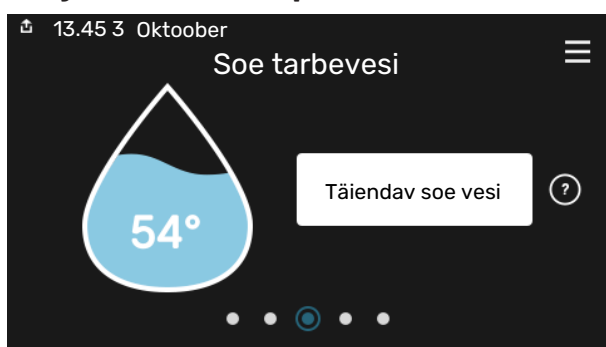 13.45 3 Oktoober
Soe tarbevesi
54°
Täiendav soe vesi
?